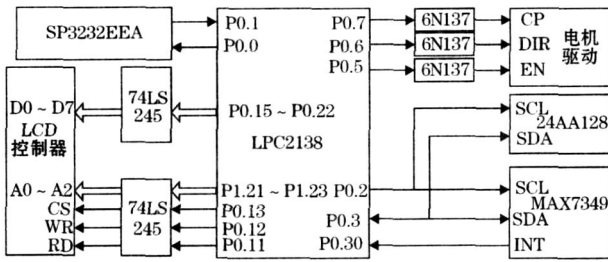 SP3232EEA
P0.1
P0.0
P0.7
P0.6
P0.5
6N137
6N137
6N137
CP
DIR
EN
电机
驱动
D0~D7
LCD
控制器
A0~A2
CS
WR
RD
74LS
245
74LS
245
P0.15~P0.22
LPC2138
P1.21~P1.23
P0.2
P0.13
P0.12
P0.11
P0.3
P0.30
SCL
24AA128
SDA
SCL
MAX7349
SDA
INT